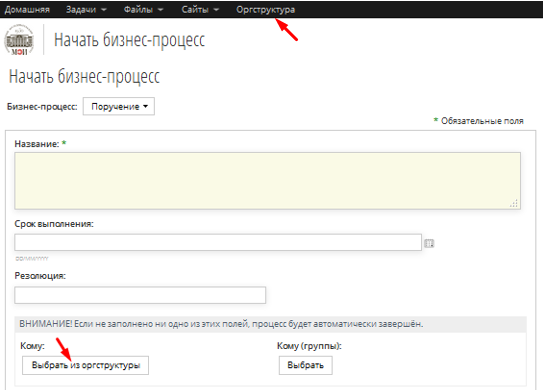 Домашняя Задачи Файлы Сайты Оргструктура
МЭИ
Начать бизнес-процесс
Начать бизнес-процесс
Бизнес-процесс: Поручение
* Обязательные поля
Название: *
Срок выполнения:
DD/MM/YYYY
Резолюция:
ВНИМАНИЕ! Если не заполнено ни одно из этих полей, процесс будет автоматически завершён.
Кому: Кому (группы):
Выбрать из оргструктуры Выбрать